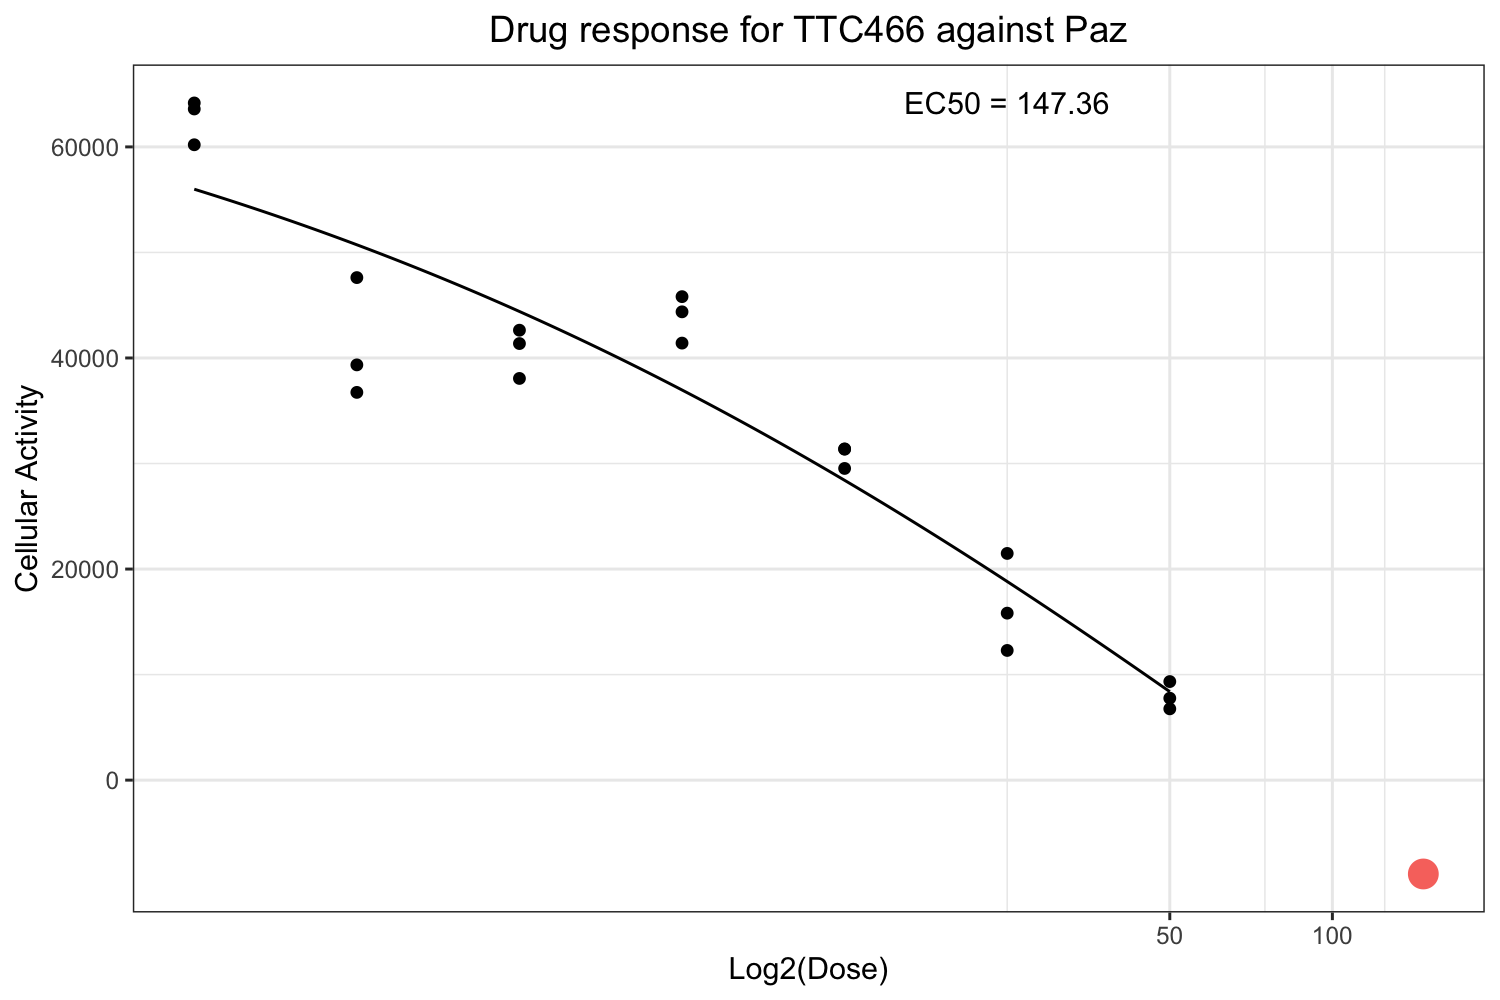 Drug response for TTC466 against Paz
EC50 = 147.36
60000
40000
20000
0
Cellular Activity
50 100
Log2(Dose)